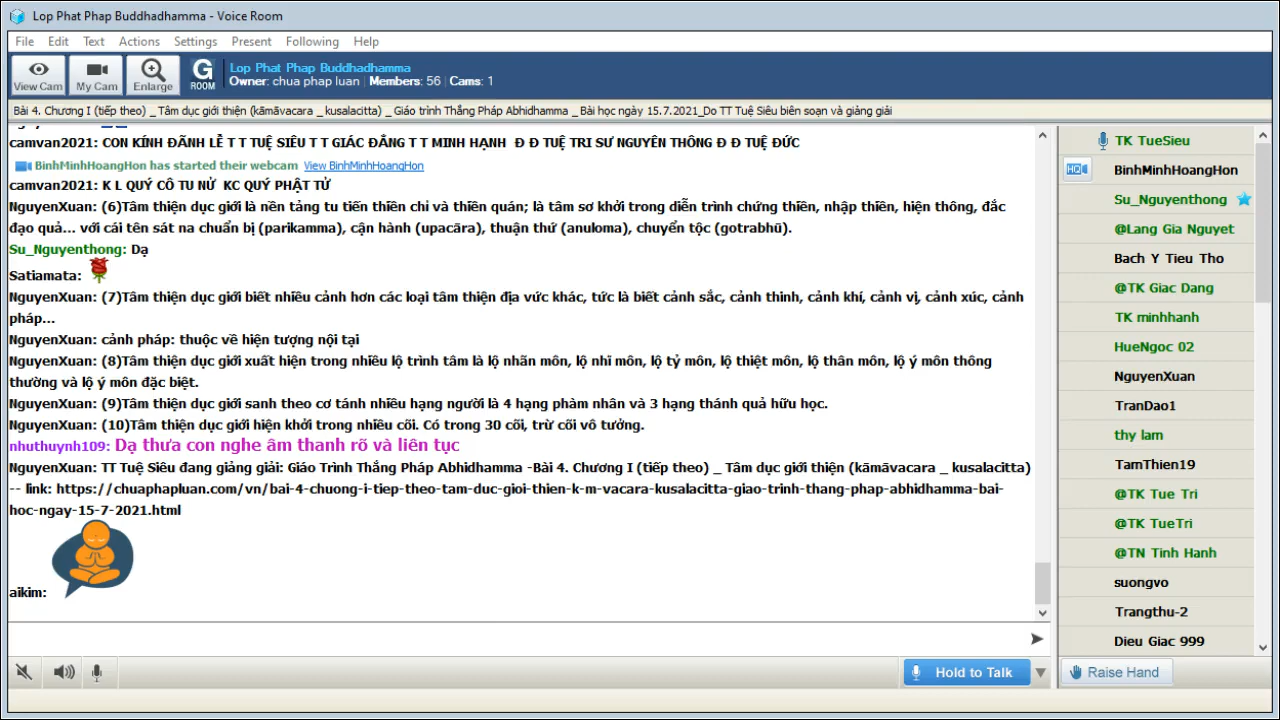 Lop Phat Phap Buddhadhamma - Voice Room
File Edit Text Actions Settings Present Following Help
View Cam My Cam Enlarge G ROOM
Lop Phat Phap Buddhadhamma
Owner: chua phap luan | Members: 56 | Cams: 1
Bài 4. Chương I (tiếp theo) _ Tâm dục giới thiện (kāmāvacara _ kusalacitta) _ Giáo trình Thắng Pháp Abhidhamma _ Bài học ngày 15.7.2021_Do TT Tuệ Siêu biên soạn và giảng giải
camvan2021: CON KÍNH ĐÃNH LỄ T T TUỆ SIÊU T T GIÁC ĐẲNG T T MINH HẠNH Đ Đ TUỆ TRI SƯ NGUYÊN THÔNG Đ Đ TUỆ ĐỨC
BinhMinhHoangHon has started their webcam View BinhMinhHoangHon
camvan2021: K L QUÝ CÔ TU NỬ KC QUÝ PHẬT TỬ
NguyenXuan: (6)Tâm thiện dục giới là nền tảng tu tiến thiền chỉ và thiền quán; là tâm sơ khởi trong diễn trình chứng thiền, nhập thiền, hiện thông, đắc
đạo quả... với cái tên sát na chuẩn bị (parikamma), cận hành (upacāra), thuận thứ (anuloma), chuyển tộc (gotrabhū).
Su_Nguyenthong: Dạ
Satiamata:
NguyenXuan: (7)Tâm thiện dục giới biết nhiều cảnh hơn các loại tâm thiện địa vức khác, tức là biết cảnh sắc, cảnh thinh, cảnh khí, cảnh vị, cảnh xúc, cảnh
pháp...
NguyenXuan: cảnh pháp: thuộc về hiện tượng nội tại
NguyenXuan: (8)Tâm thiện dục giới xuất hiện trong nhiều lộ trình tâm là lộ nhãn môn, lộ nhĩ môn, lộ tỷ môn, lộ thiệt môn, lộ thân môn, lộ ý môn thông
thường và lộ ý môn đặc biệt.
NguyenXuan: (9)Tâm thiện dục giới sanh theo cơ tánh nhiều hạng người là 4 hạng phàm nhân và 3 hạng thánh quả hữu học.
NguyenXuan: (10)Tâm thiện dục giới hiện khởi trong nhiều cõi. Có trong 30 cõi, trừ cõi vô tưởng.
nhuthuynh109: Dạ thưa con nghe âm thanh rõ và liên tục
NguyenXuan: TT Tuệ Siêu đang giảng giải: Giáo Trình Thắng Pháp Abhidhamma -Bài 4. Chương I (tiếp theo) _ Tâm dục giới thiện (kāmāvacara _ kusalacitta)
-- link: https://chuaphapluan.com/vn/bai-4-chuong-i-tiep-theo-tam-duc-gioi-thien-k-m-vacara-kusalacitta-giao-trinh-thang-phap-abhidhamma-bai-
hoc-ngay-15-7-2021.html
aikim:
Hold to Talk
TK TueSieu
HD BinhMinhHoangHon
Su_Nguyenthong
@Lang Gia Nguyet
Bach Y Tieu Tho
@TK Giac Dang
TK minhhanh
HueNgoc 02
NguyenXuan
TranDao1
thy lam
TamThien19
@TK Tue Tri
@TK TueTri
@TN Tinh Hanh
suongvo
Trangthu-2
Dieu Giac 999
Raise Hand